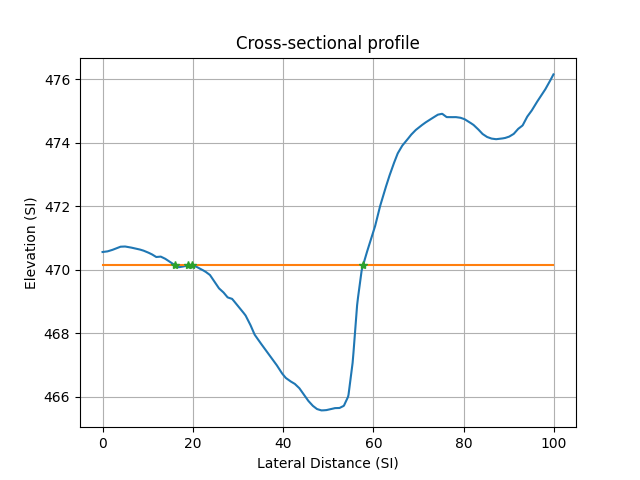 Cross-sectional profile
476
474
472
470
468
466
Elevation (SI)
0 20 40 60 80 100
Lateral Distance (SI)